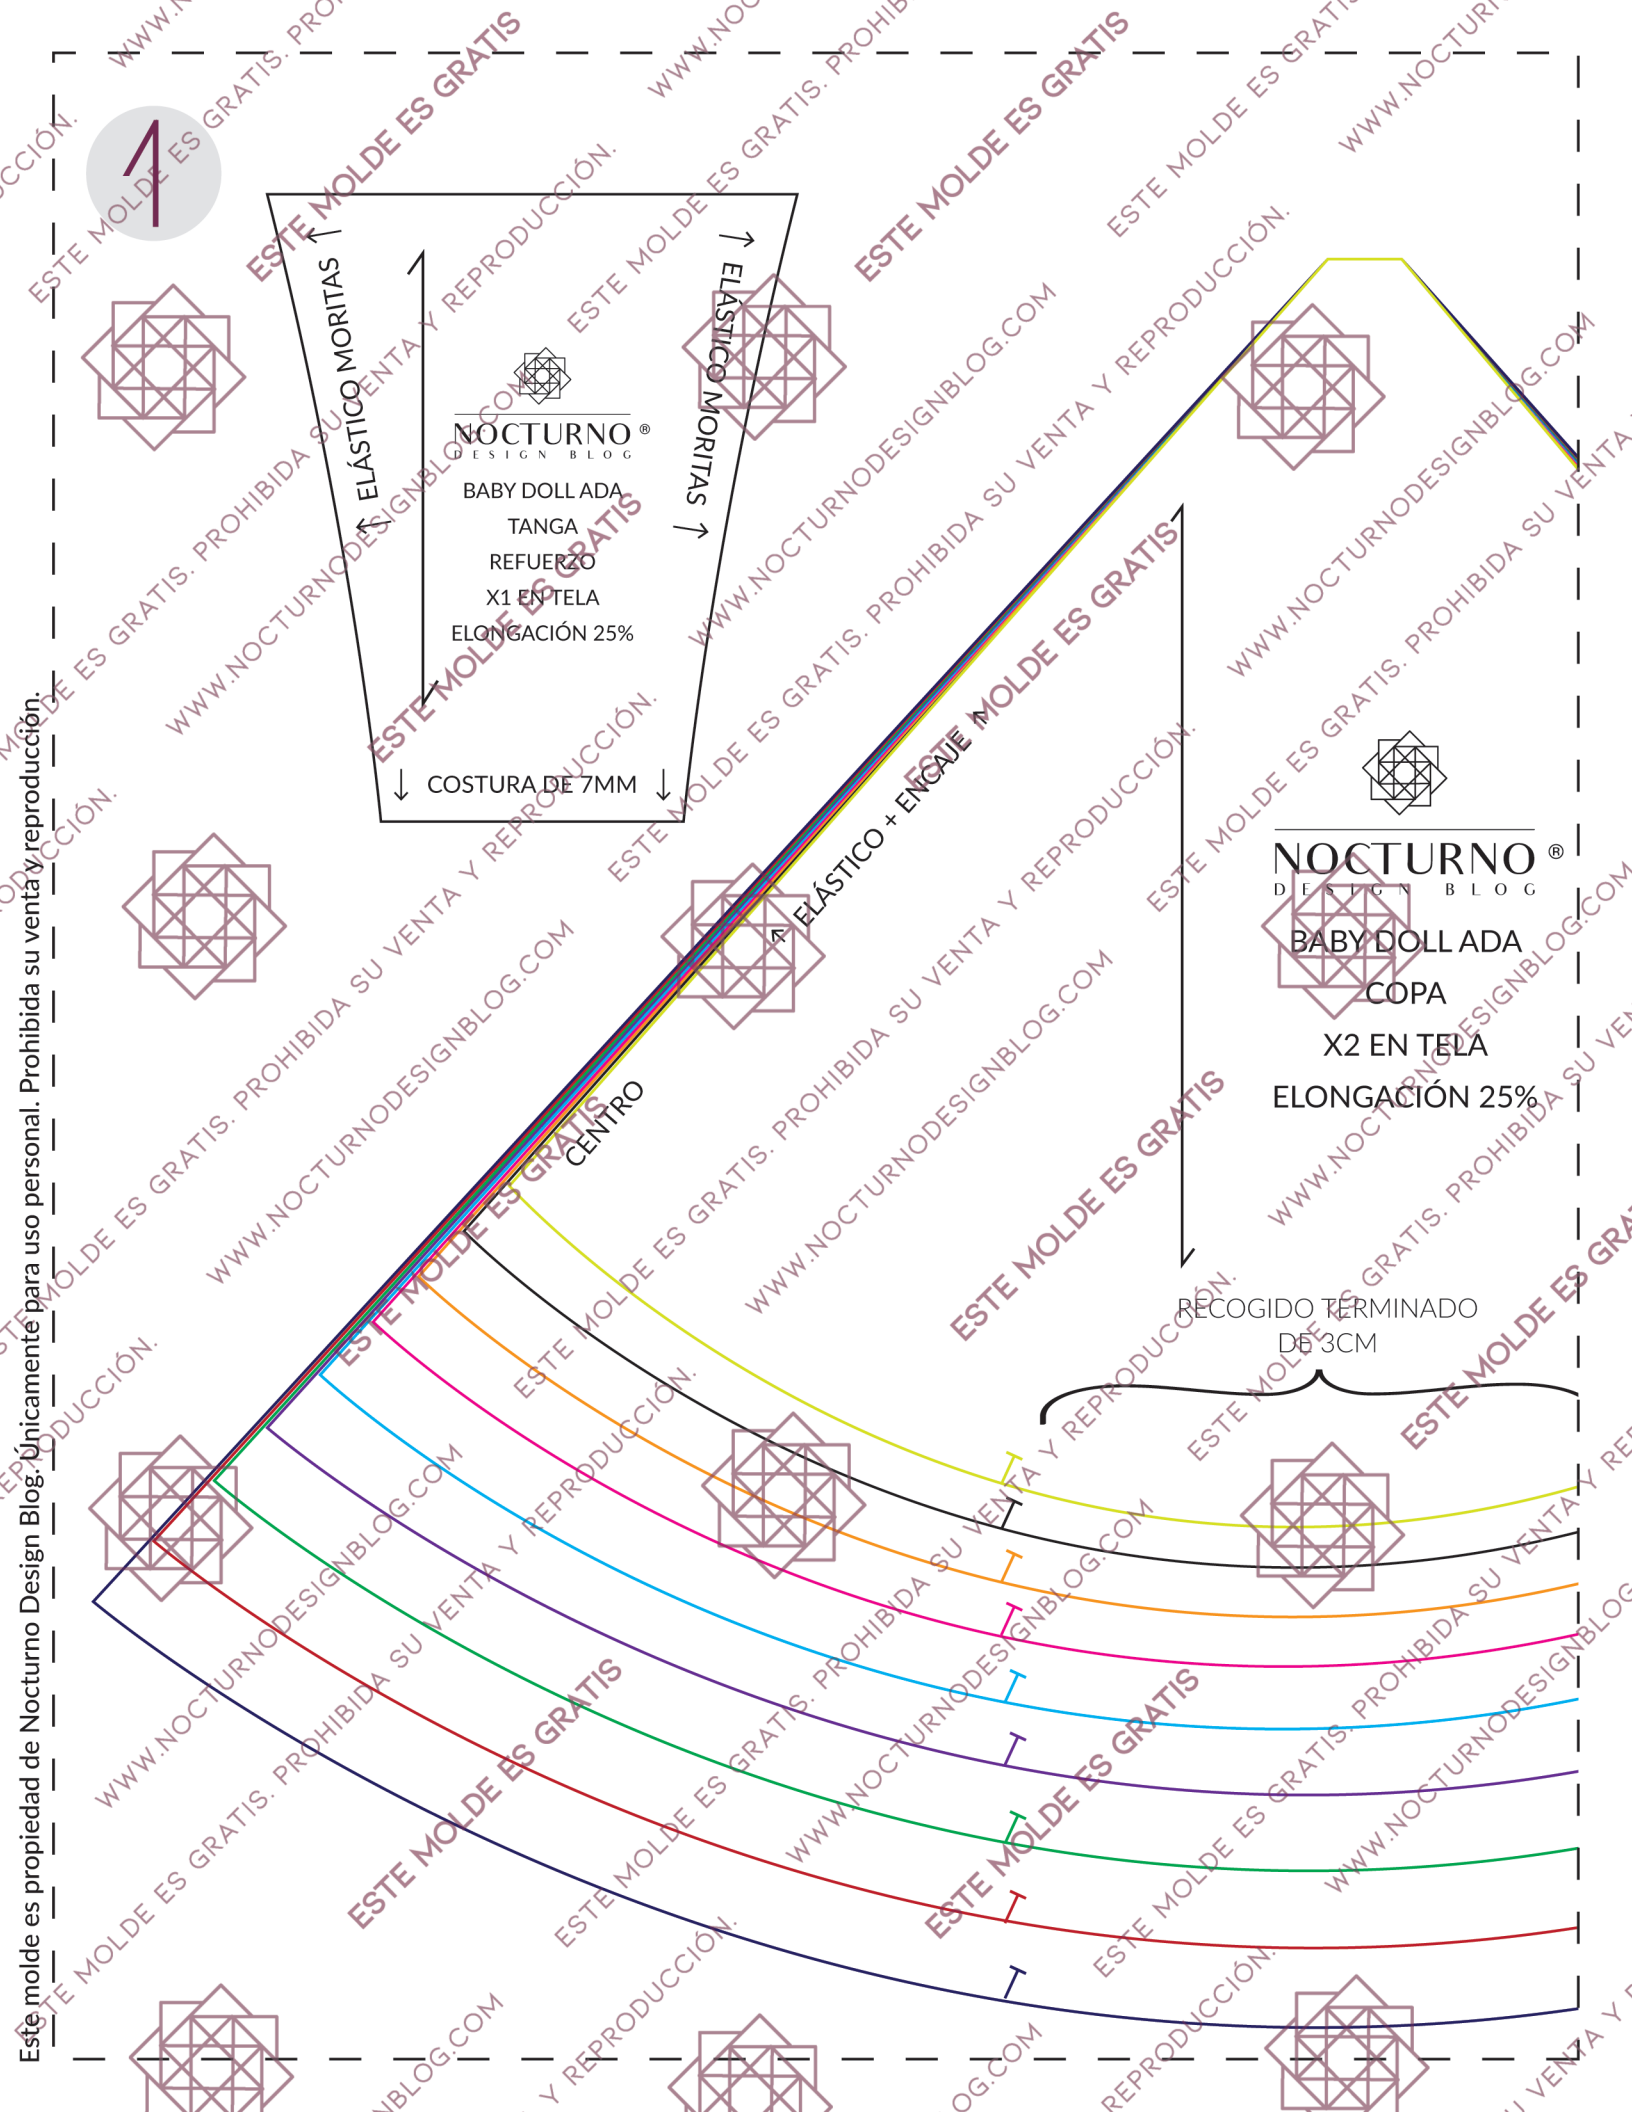 1
ELÁSTICO MORITAS
ELÁSTICO MORITAS
NOCTURNO ®
DESIGN BLOG
BABY DOLL ADA
TANGA
REFUERZO
X1 EN TELA
ELONGACIÓN 25%
COSTURA DE 7MM
ELÁSTICO + ENCAJE
CENTRO
NOCTURNO ®
DESIGN BLOG
BABY DOLL ADA
COPA
X2 EN TELA
ELONGACIÓN 25%
RECOGIDO TERMINADO
DE 3CM
Este molde es propiedad de Nocturno Design Blog. Únicamente para uso personal. Prohibida su venta y reproducción.
ESTE MOLDE ES GRATIS
ESTE MOLDE ES GRATIS. PROHIBIDA SU VENTA Y REPRODUCCIÓN.
WWW.NOCTURNODESIGNBLOG.COM